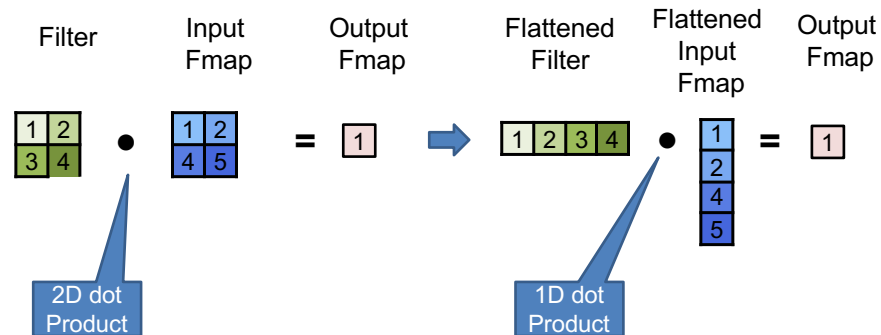 Filter
Input
Fmap
Output
Fmap
Flattened
Filter
Flattened
Input
Fmap
Output
Fmap
1 2
3 4
•
1 2
4 5
=
1
1 2 3 4
•
1
2
4
5
=
1
2D dot
Product
1D dot
Product